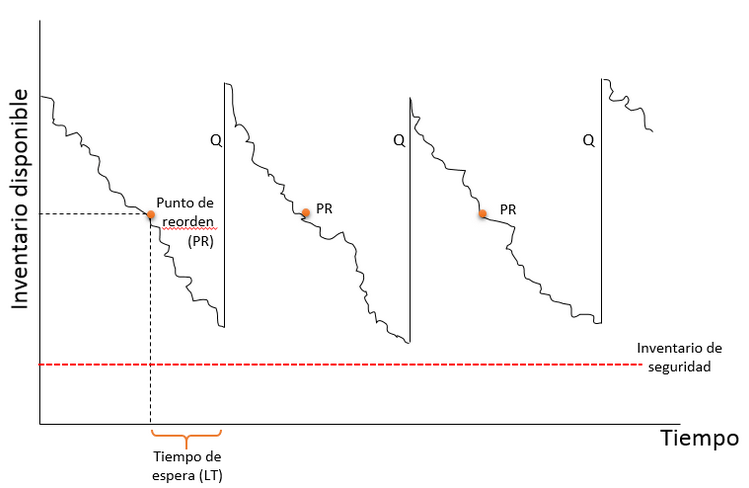 Inventario disponible
Q
Q
Q
Punto de
reorden
(PR)
PR
PR
Inventario de
seguridad
Tiempo
Tiempo de
espera (LT)